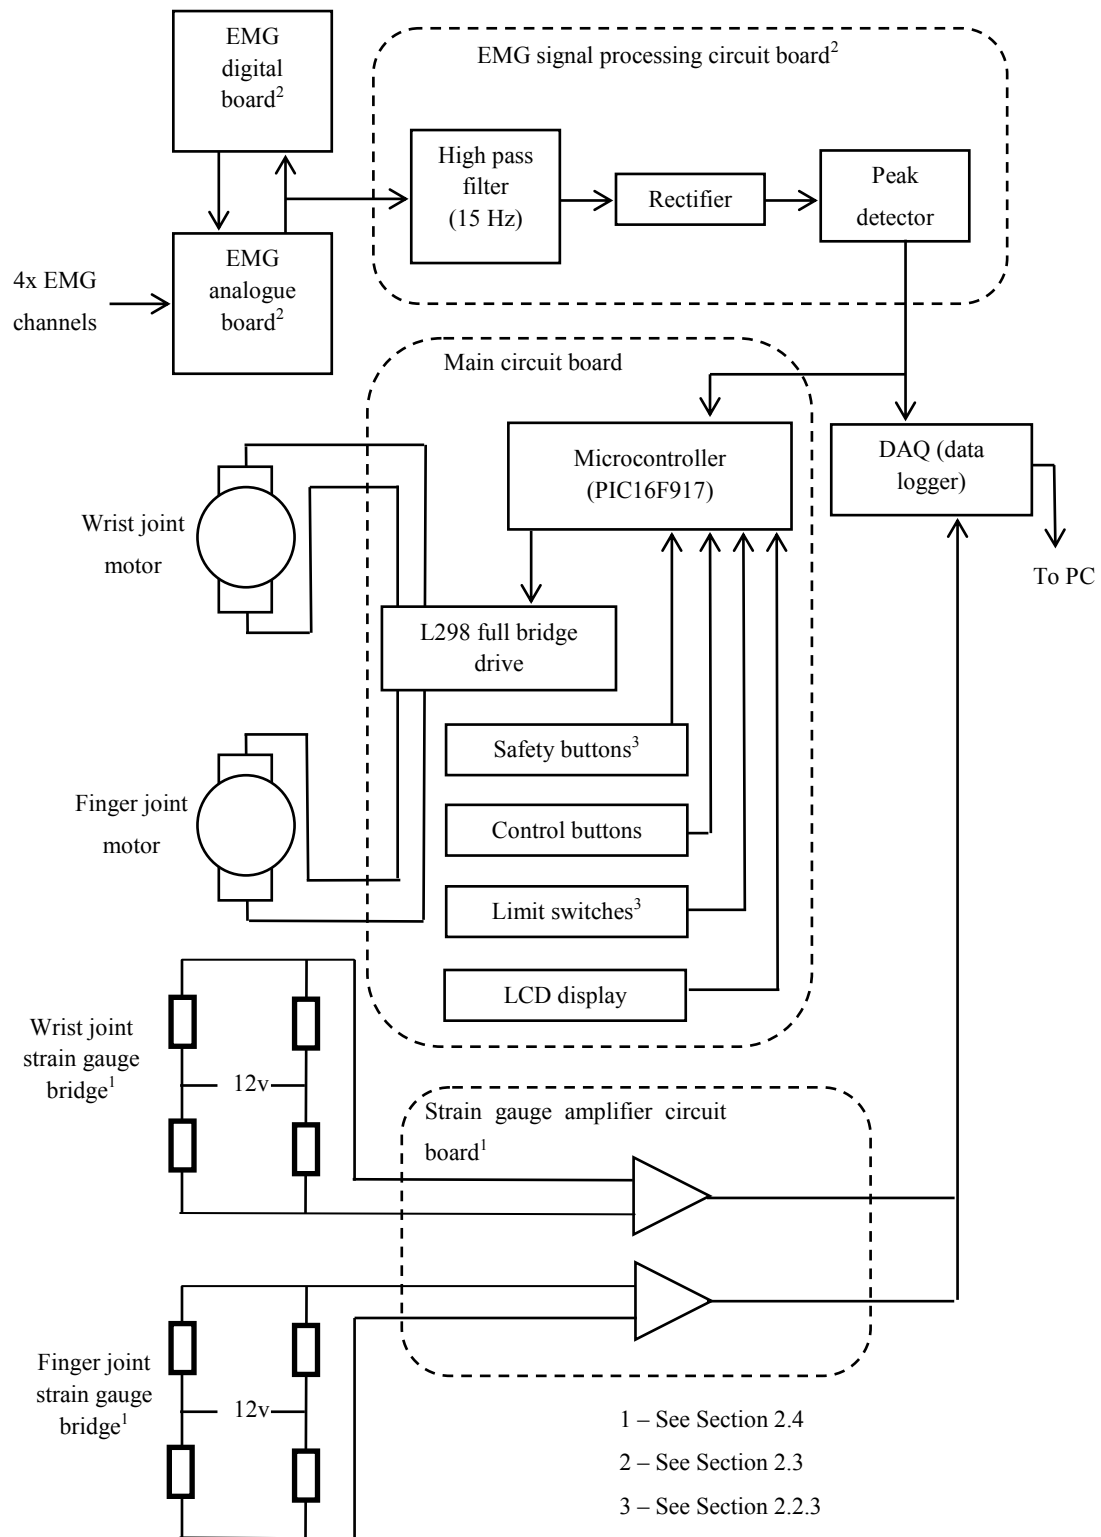 EMG
digital
board²
EMG signal processing circuit board²
High pass
filter
(15 Hz)
Rectifier
Peak
detector
4x EMG
channels
EMG
analogue
board²
Main circuit board
Microcontroller
(PIC16F917)
DAQ (data
logger)
To PC
Wrist joint
motor
L298 full bridge
drive
Safety buttons³
Finger joint
motor
Control buttons
Limit switches³
LCD display
Wrist joint
strain gauge
bridge¹
12v
Strain gauge amplifier circuit
board¹
Finger joint
strain gauge
bridge¹
12v
1 – See Section 2.4
2 – See Section 2.3
3 – See Section 2.2.3